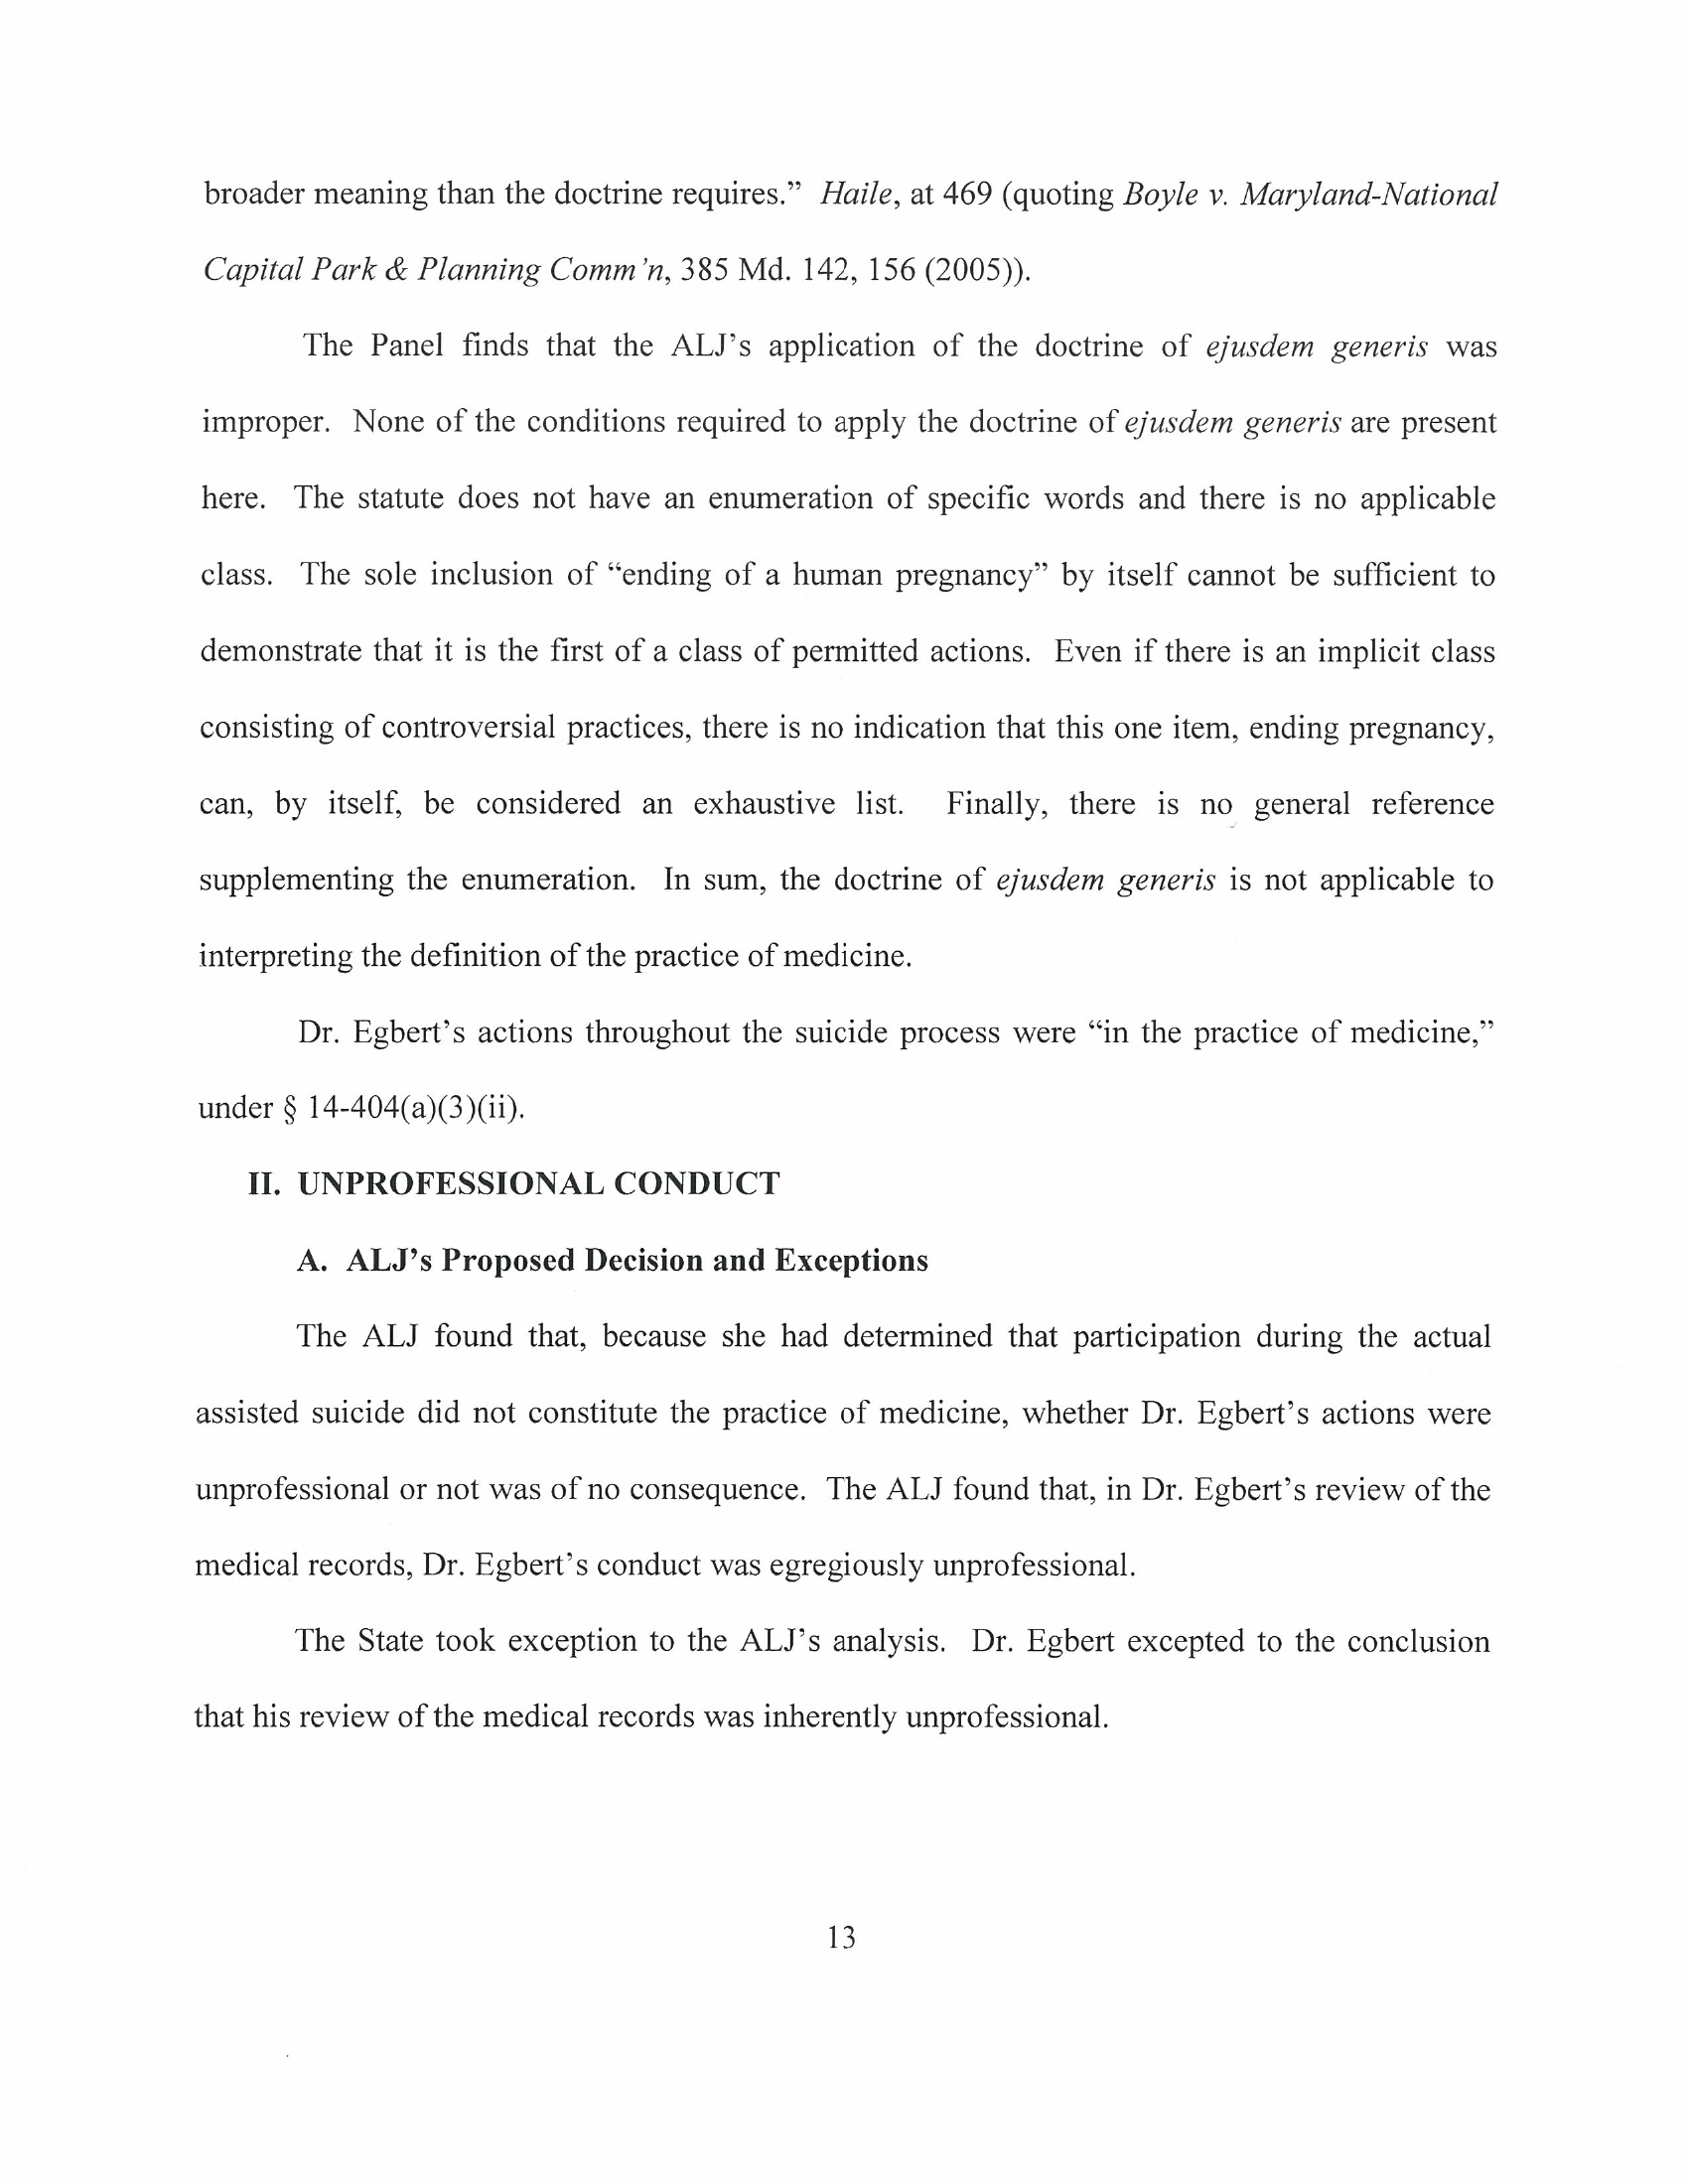 broader meaning than the doctrine requires.” Haile, at 469 (quoting Boyle v. Maryland-National
Capital Park & Planning Comm’n, 385 Md. 142, 156 (2005)).
The Panel finds that the ALJ’s application of the doctrine of ejusdem generis was
improper. None of the conditions required to apply the doctrine of ejusdem generis are present
here. The statute does not have an enumeration of specific words and there is no applicable
class. The sole inclusion of “ending of a human pregnancy” by itself cannot be sufficient to
demonstrate that it is the first of a class of permitted actions. Even if there is an implicit class
consisting of controversial practices, there is no indication that this one item, ending pregnancy,
can, by itself, be considered an exhaustive list. Finally, there is no general reference
supplementing the enumeration. In sum, the doctrine of ejusdem generis is not applicable to
interpreting the definition of the practice of medicine.
Dr. Egbert’s actions throughout the suicide process were “in the practice of medicine,”
under § 14-404(a)(3)(ii).
II. UNPROFESSIONAL CONDUCT
A. ALJ’s Proposed Decision and Exceptions
The ALJ found that, because she had determined that participation during the actual
assisted suicide did not constitute the practice of medicine, whether Dr. Egbert’s actions were
unprofessional or not was of no consequence. The ALJ found that, in Dr. Egbert’s review of the
medical records, Dr. Egbert’s conduct was egregiously unprofessional.
The State took exception to the ALJ’s analysis. Dr. Egbert excepted to the conclusion
that his review of the medical records was inherently unprofessional.
13